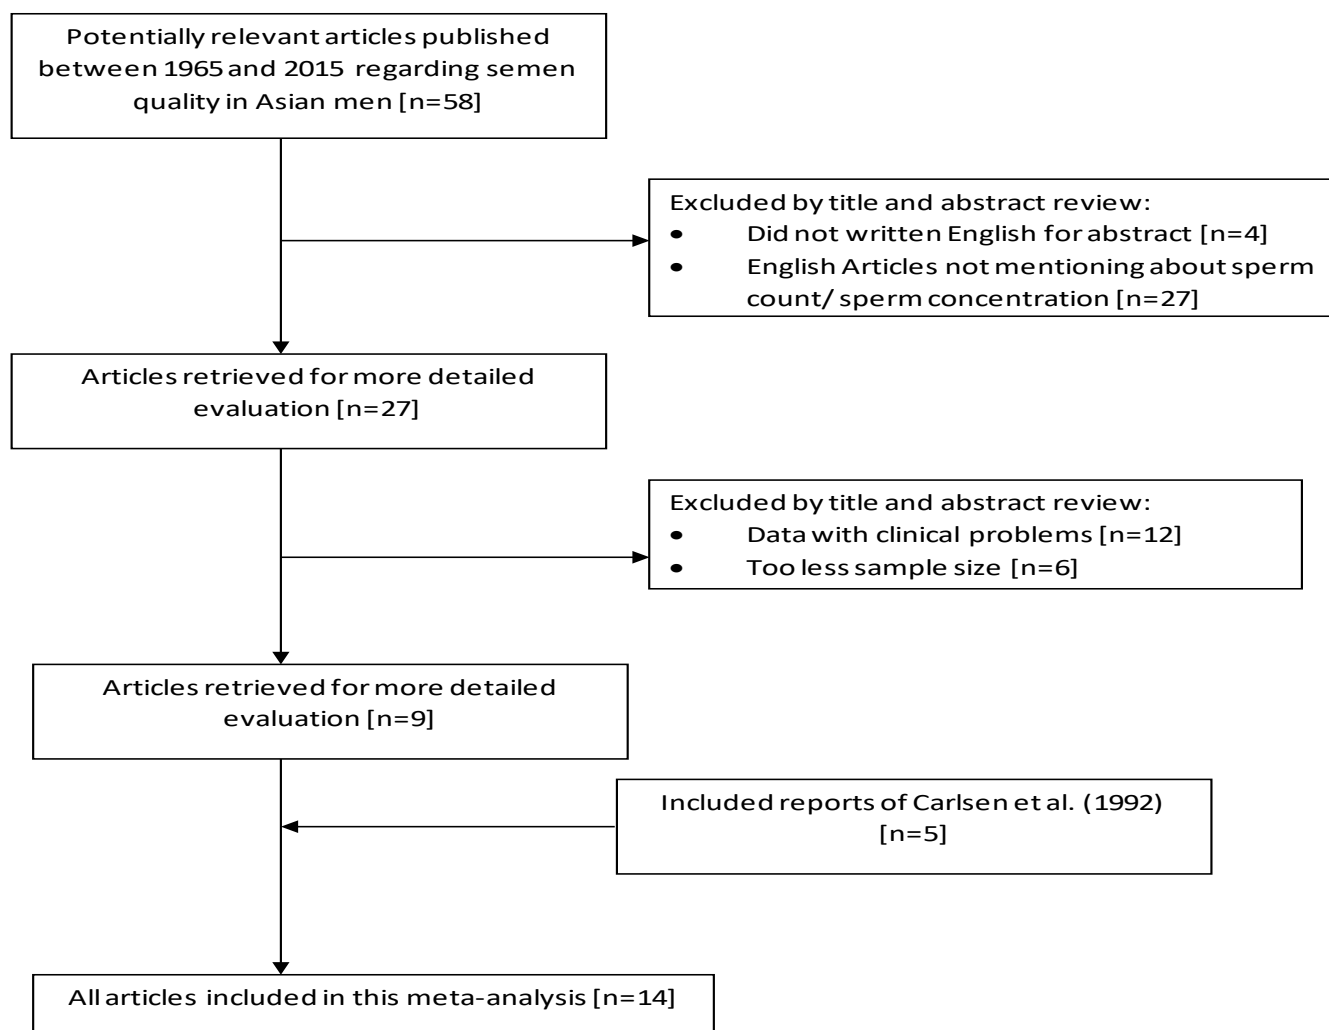 Potentially relevant articles published
between 1965 and 2015 regarding semen
quality in Asian men [n=58]
Excluded by title and abstract review:
• Did not written English for abstract [n=4]
• English Articles not mentioning about sperm
count/ sperm concentration [n=27]
Articles retrieved for more detailed
evaluation [n=27]
Excluded by title and abstract review:
• Data with clinical problems [n=12]
• Too less sample size [n=6]
Articles retrieved for more detailed
evaluation [n=9]
Included reports of Carlsen et al. (1992)
[n=5]
All articles included in this meta-analysis [n=14]